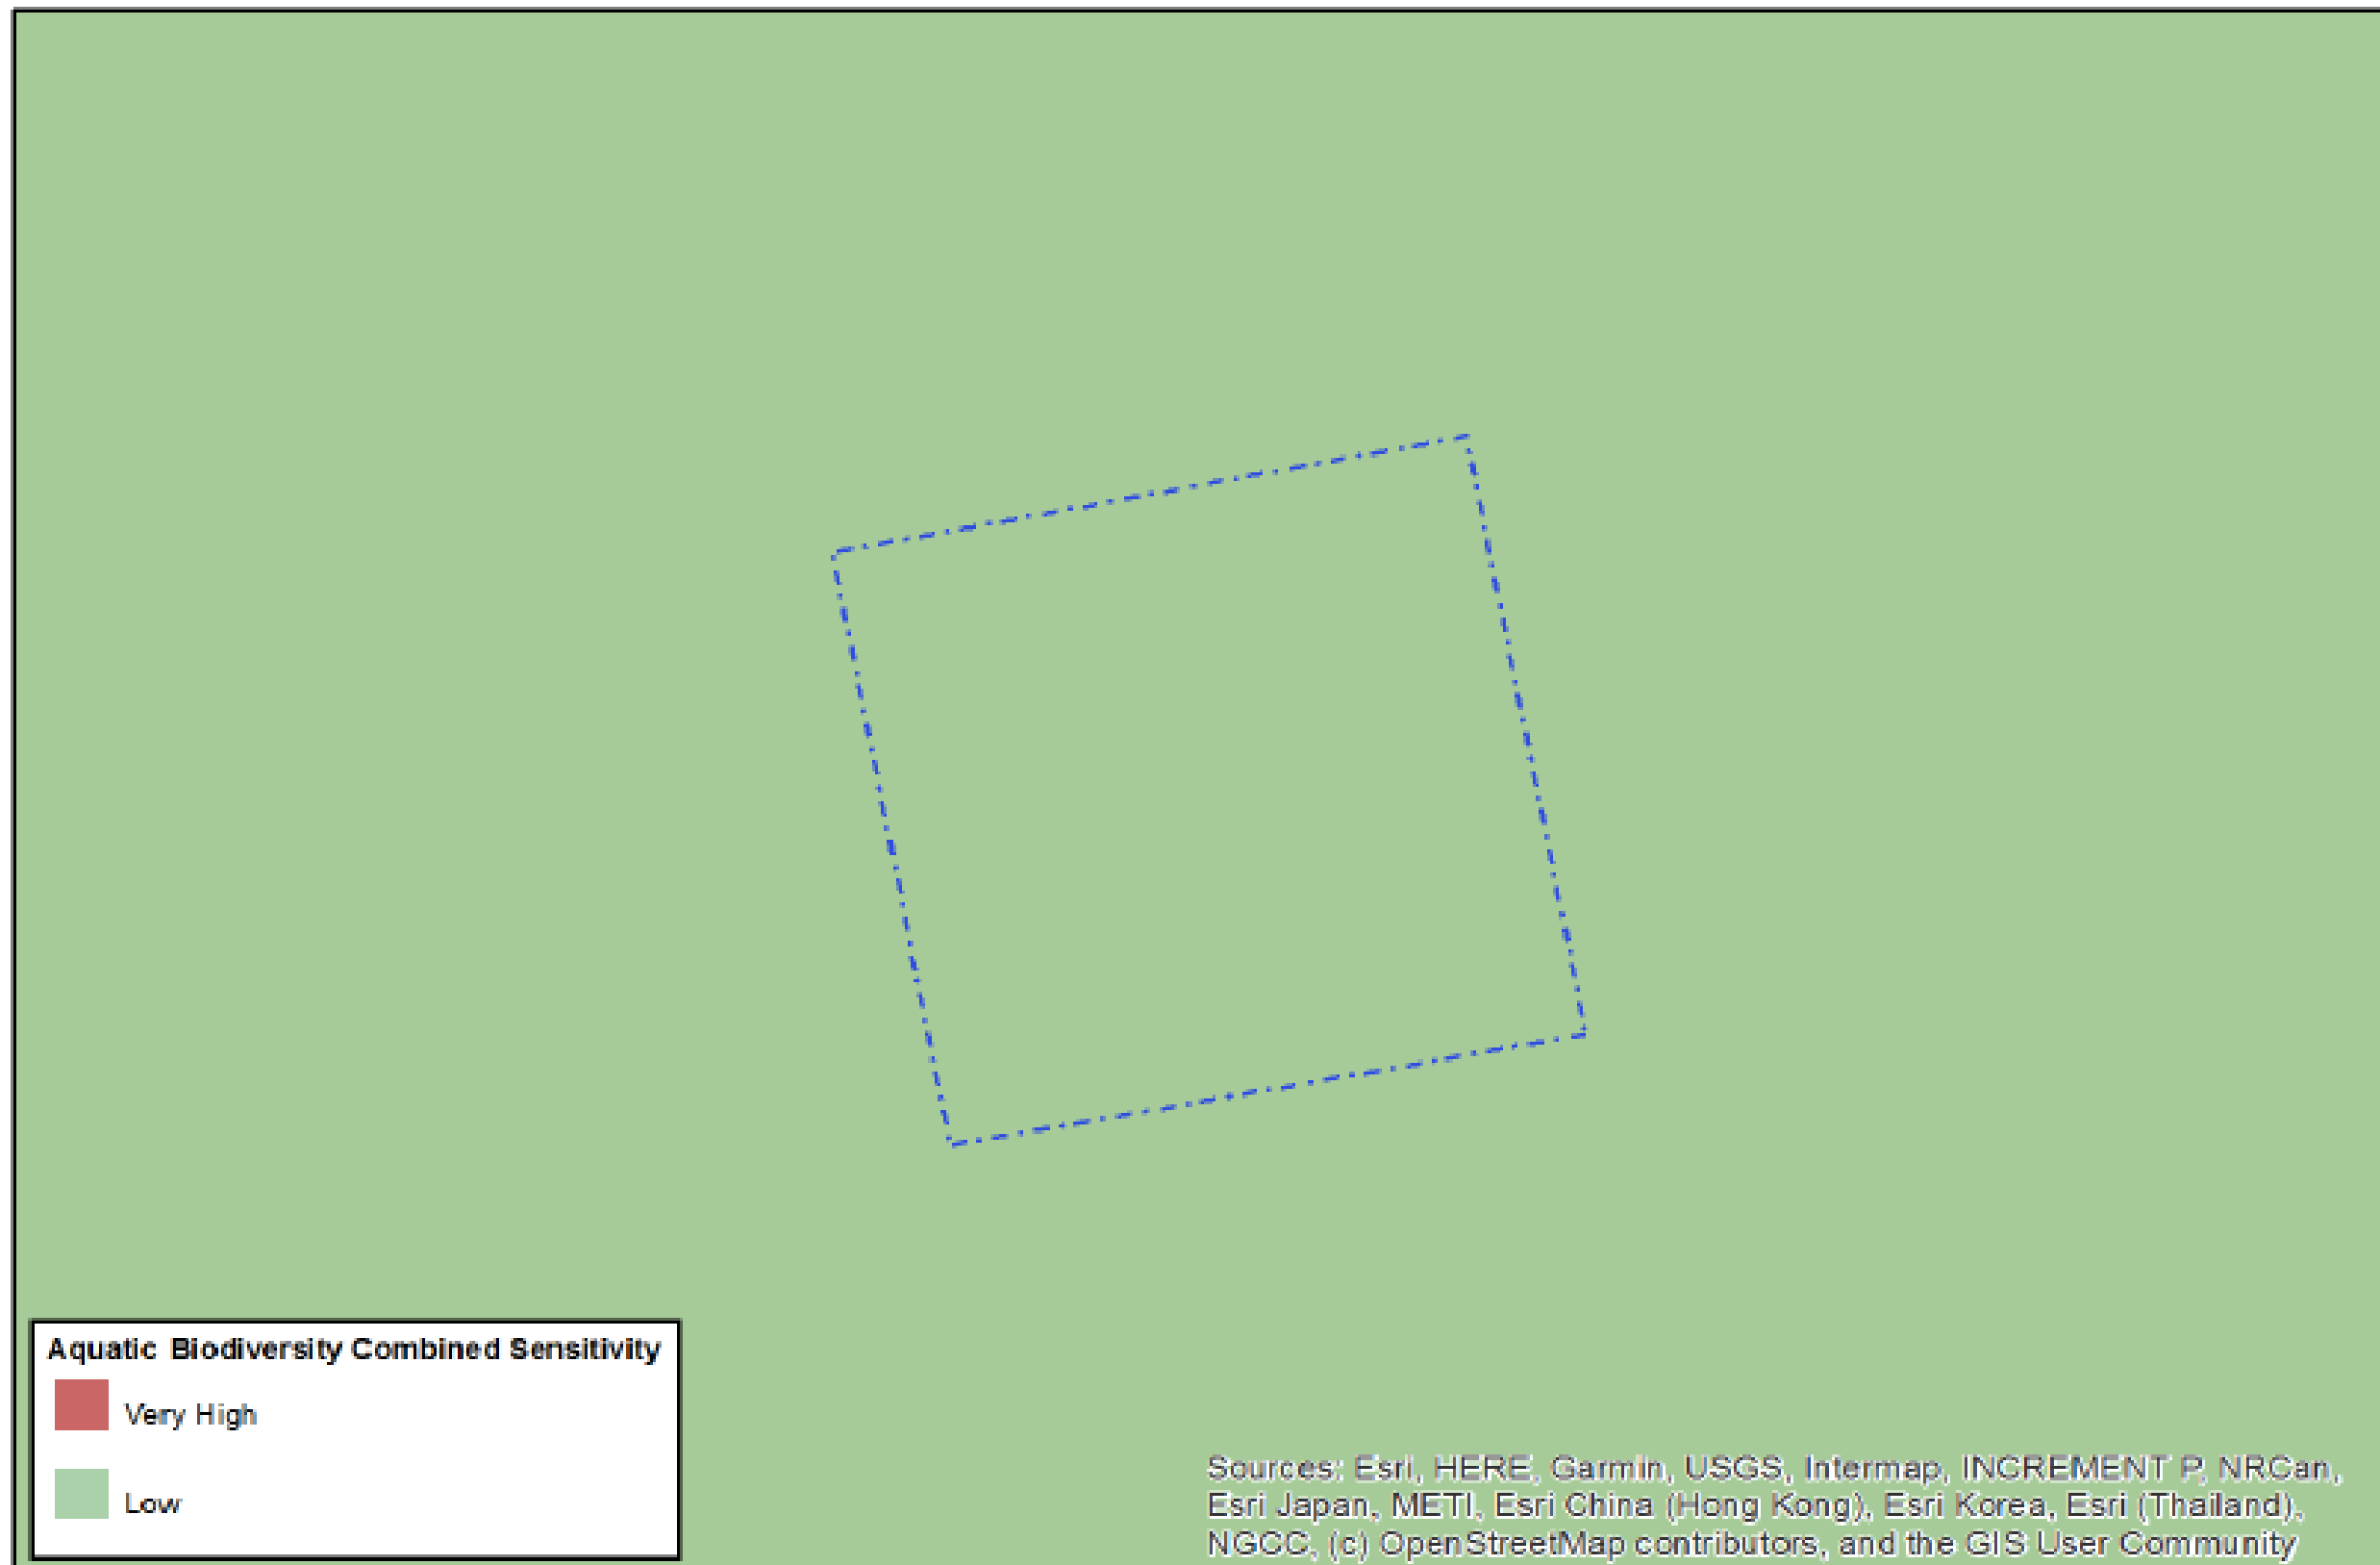 Aquatic Biodiversity Combined Sensitivity
Very High
Low
Sources: Esri, HERE, Garmin, USGS, Intermap, INCREMENT P, NRCan,
Esri Japan, METI, Esri China (Hong Kong), Esri Korea, Esri (Thailand),
NGCC, (c) OpenStreetMap contributors, and the GIS User Community